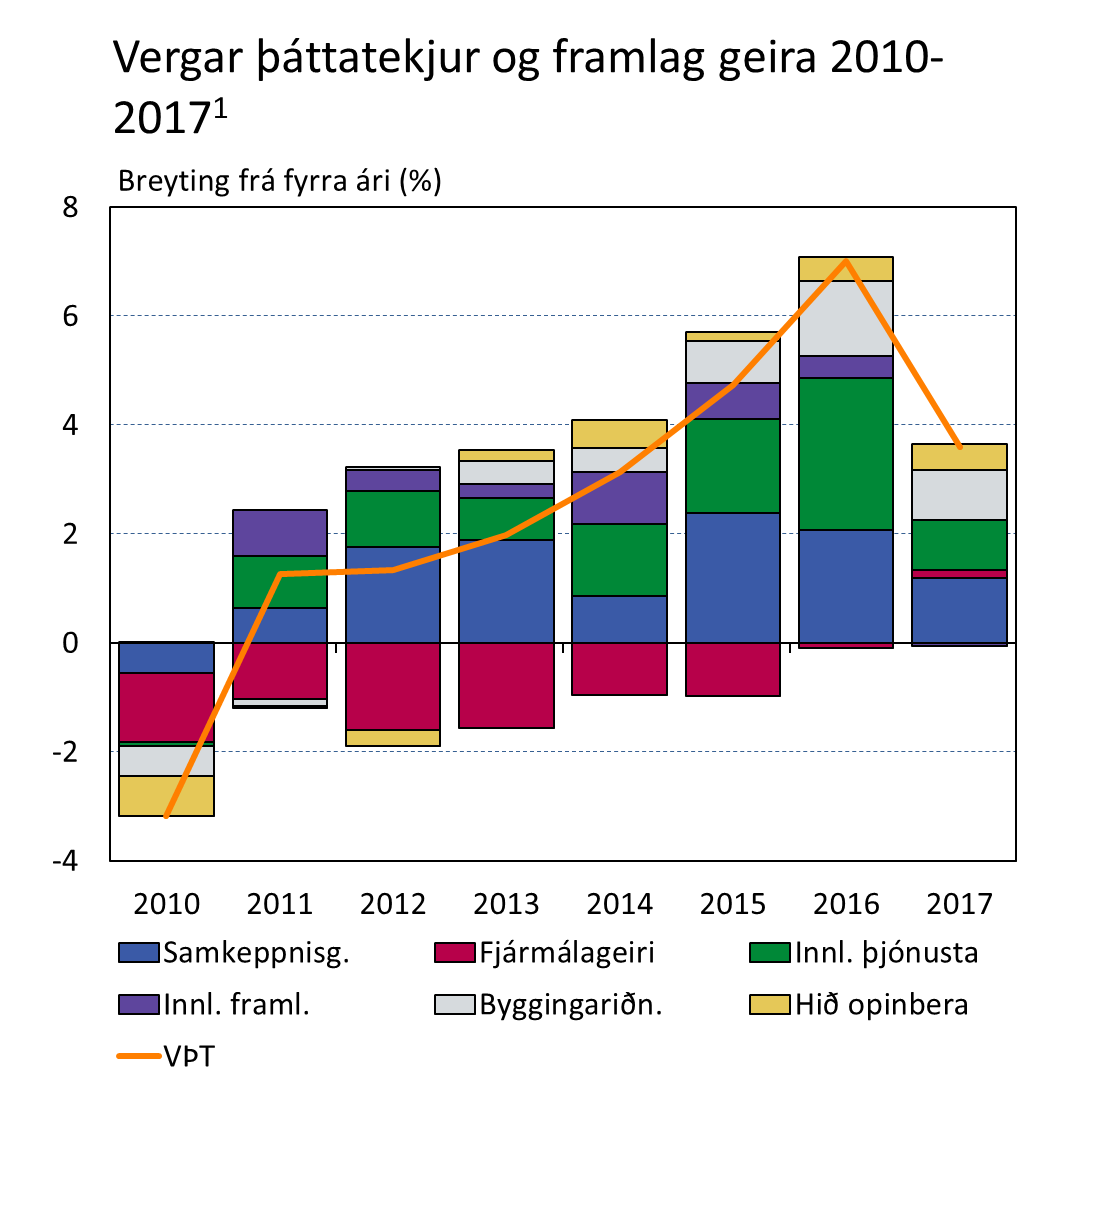 Vergar þáttatekjur og framlag geira 2010-
2017¹
Breyting frá fyrra ári (%)
8
6
4
2
0
-2
-4
2010 2011 2012 2013 2014 2015 2016 2017
Samkeppnisg. Fjármálageiri Innl. þjónusta
Innl. framl. Byggingariðn. Hið opinbera
VÞT